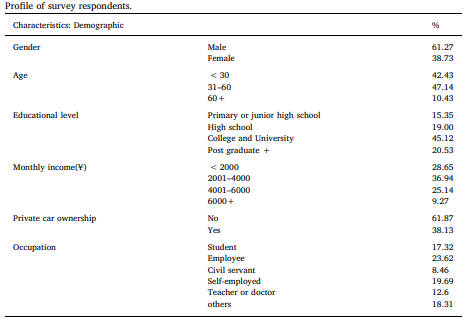 Profile of survey respondents.
Characteristics: Demographic %
Gender Male 61.27
Female 38.73
Age < 30 42.43
31–60 47.14
60+ 10.43
Educational level Primary or junior high school 15.35
High school 19.00
College and University 45.12
Post graduate + 20.53
Monthly income(¥) < 2000 28.65
2001–4000 36.94
4001–6000 25.14
6000+ 9.27
Private car ownership No 61.87
Yes 38.13
Occupation Student 17.32
Employee 23.62
Civil servant 8.46
Self-employed 19.69
Teacher or doctor 12.6
others 18.31